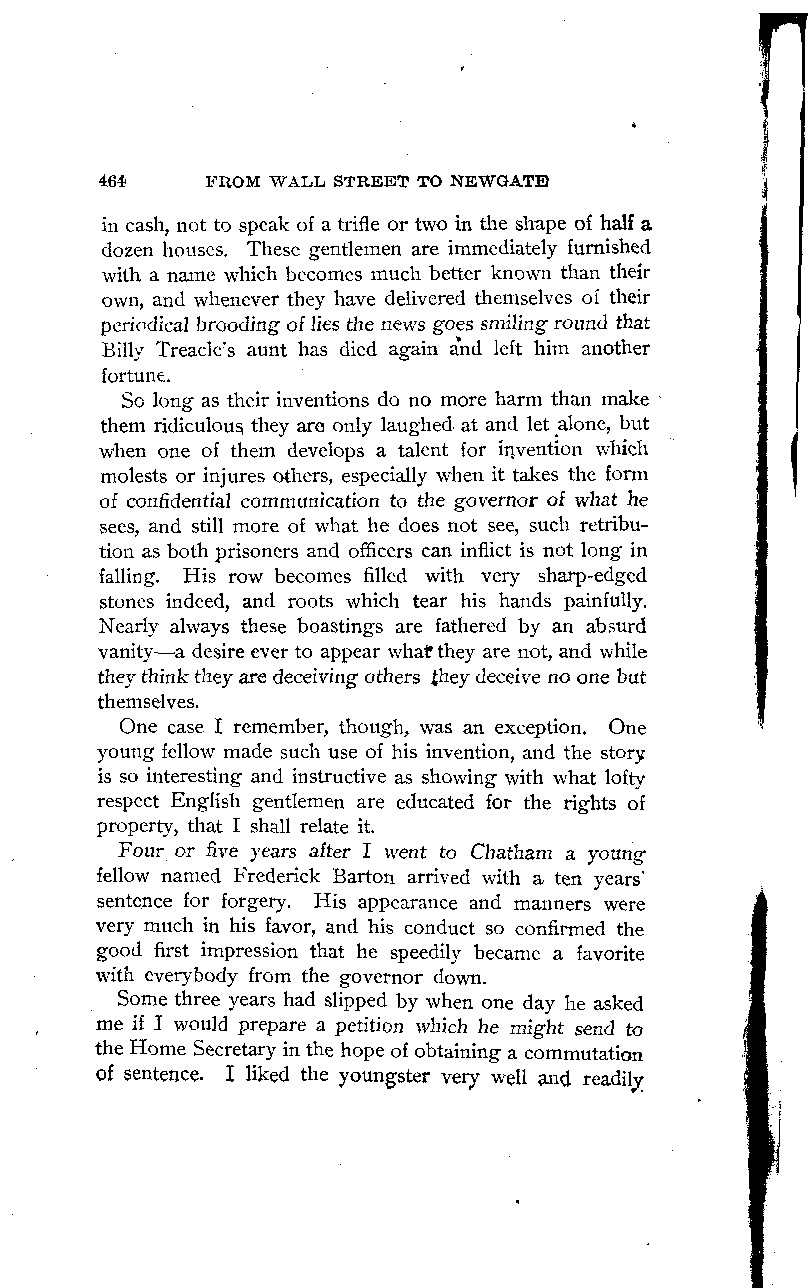 464 FROM WALL STREET TO NEWGATE
in cash, not to speak of a trifle or two in the shape of half a
dozen houses. These gentlemen are immediately furnished
with a name which becomes much better known than their
own, and whenever they have delivered themselves of their
periodical brooding of lies the news goes smiling round that
Billy Treacle's aunt has died again and left him another
fortune.
So long as their inventions do no more harm than make
them ridiculous they are only laughed at and let alone, but
when one of them develops a talent for invention which
molests or injures others, especially when it takes the form
of confidential communication to the governor of what he
sees, and still more of what he does not see, such retribu-
tion as both prisoners and officers can inflict is not long in
falling. His row becomes filled with very sharp-edged
stones indeed, and roots which tear his hands painfully.
Nearly always these boastings are fathered by an absurd
vanity—a desire ever to appear what they are not, and while
they think they are deceiving others they deceive no one but
themselves.
One case I remember, though, was an exception. One
young fellow made such use of his invention, and the story
is so interesting and instructive as showing with what lofty
respect English gentlemen are educated for the rights of
property, that I shall relate it.
Four or five years after I went to Chatham a young
fellow named Frederick Barton arrived with a ten years'
sentence for forgery. His appearance and manners were
very much in his favor, and his conduct so confirmed the
good first impression that he speedily became a favorite
with everybody from the governor down.
Some three years had slipped by when one day he asked
me if I would prepare a petition which he might send to
the Home Secretary in the hope of obtaining a commutation
of sentence. I liked the youngster very well and readily